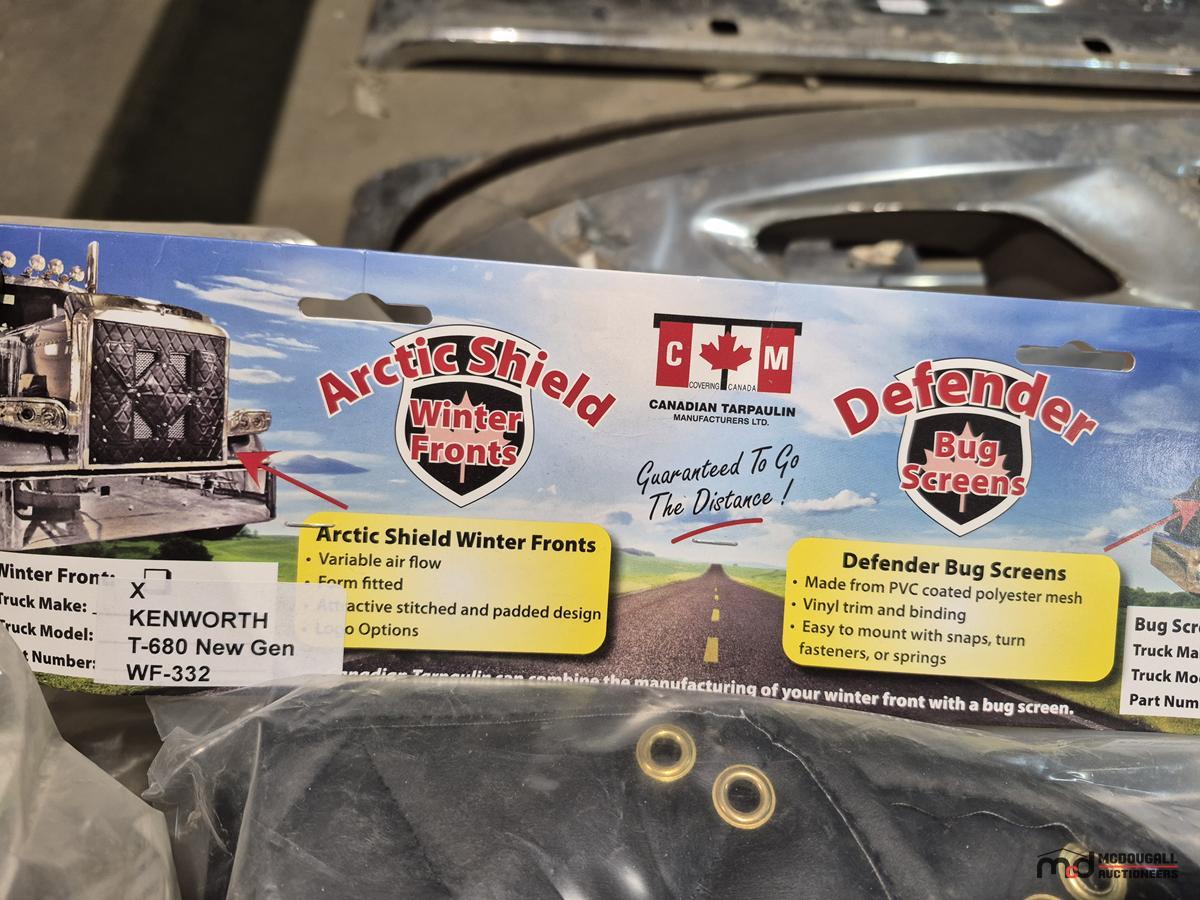 Arctic Shield
Winter
Fronts
C M
COVERING CANADA
CANADIAN TARPAULIN
MANUFACTURERS LTD.
Guaranteed To Go
The Distance !
Defender
Bug
Screens
Arctic Shield Winter Fronts
• Variable air flow
• Form fitted
• Attractive stitched and padded design
• Logo Options
Defender Bug Screens
• Made from PVC coated polyester mesh
• Vinyl trim and binding
• Easy to mount with snaps, turn
fasteners, or springs
Winter Front:
Truck Make:
Truck Model:
t Number:
X
KENWORTH
T-680 New Gen
WF-332
Bug Scre
Truck Ma
Truck Mo
Part Num
Canadian Tarpaulin can combine the manufacturing of your winter front with a bug screen.
mcd MCDOUGALL
AUCTIONEERS